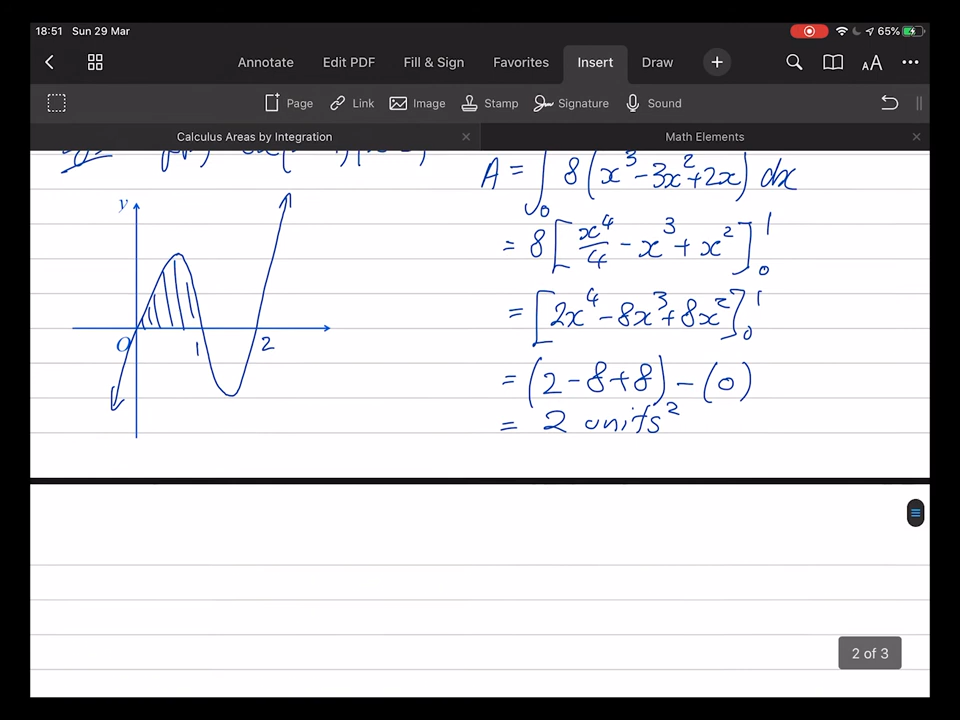 18:51 Sun 29 Mar 65%
Annotate Edit PDF Fill & Sign Favorites Insert Draw
Page Link Image Stamp Signature Sound
Calculus Areas by Integration Math Elements
A = ∫₀ 8(x³ - 3x² + 2x) dx
= 8[x⁴/4 - x³ + x²]₀¹
= [2x⁴ - 8x³ + 8x²]₀¹
= (2 - 8 + 8) - (0)
= 2 units²
y
O 1 2
2 of 3